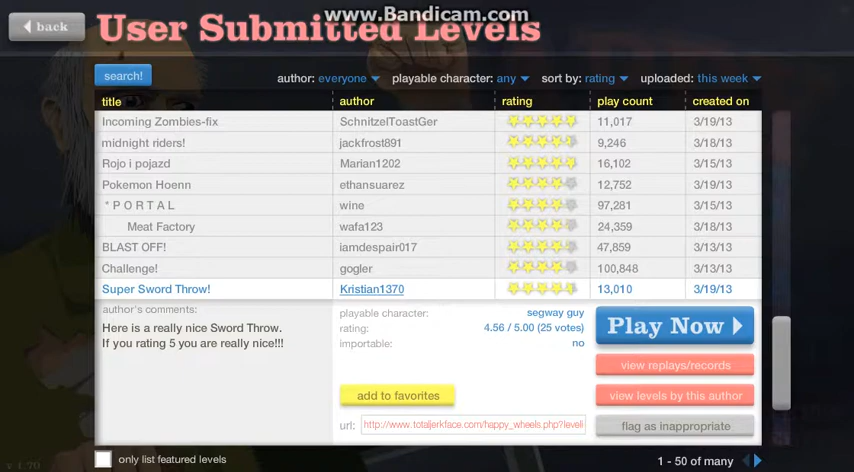 www.Bandicam.com
back
User Submitted Levels
search!
author: everyone playable character: any sort by: rating uploaded: this week
title author rating play count created on
Incoming Zombies-fix SchnitzelToastGer 11,017 3/19/13
midnight riders! jackfrost891 9,246 3/18/13
Rojo i pojazd Marian1202 16,102 3/15/13
Pokemon Hoenn ethansuarez 12,752 3/19/13
* P O R T A L wine 97,281 3/15/13
Meat Factory wafa123 24,359 3/18/13
BLAST OFF! iamdespair017 47,859 3/13/13
Challenge! gogler 100,848 3/13/13
Super Sword Throw! Kristian1370 13,010 3/19/13
author's comments:
Here is a really nice Sword Throw.
If you rating 5 you are really nice!!!
playable character: segway guy
rating: 4.56 / 5.00 (25 votes)
importable: no
add to favorites
url: http://www.totaljerkface.com/happy_wheels.php?levell
Play Now
view replays/records
view levels by this author
flag as inappropriate
only list featured levels
1 - 50 of many
v 1.70